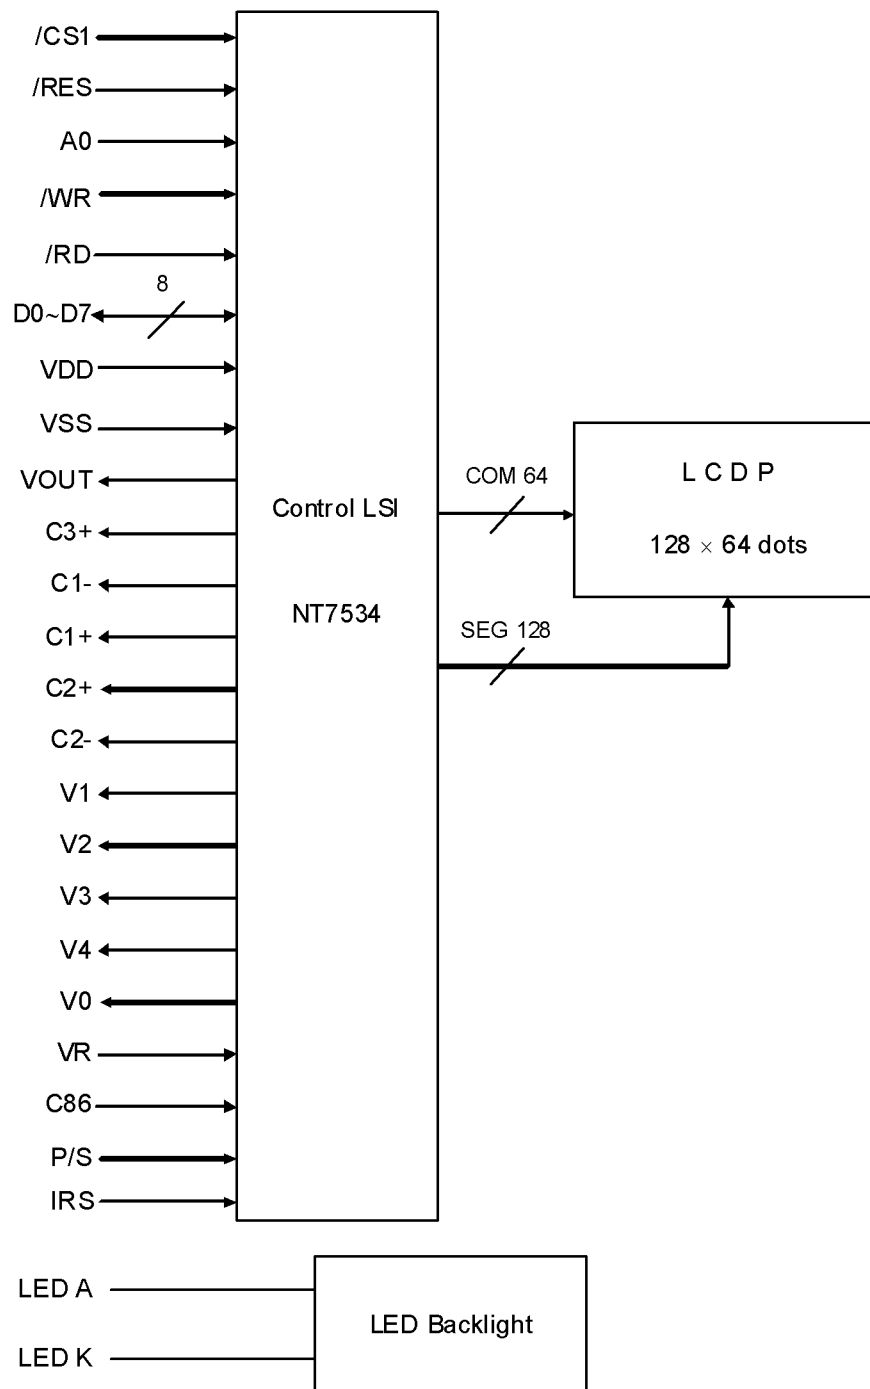 /CS1
/RES
A0
/WR
/RD
8
D0~D7
VDD
VSS
VOUT
C3+
C1-
C1+
C2+
C2-
V1
V2
V3
V4
V0
VR
C86
P/S
IRS
Control LSI
NT7534
COM 64
SEG 128
L C D P
128 × 64 dots
LED A
LED K
LED Backlight